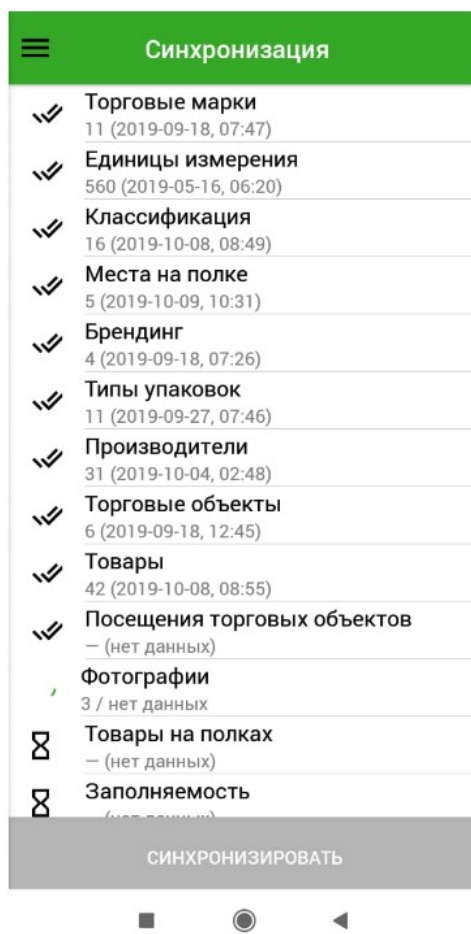 Синхронизация
Торговые марки
11 (2019-09-18, 07:47)
Единицы измерения
560 (2019-05-16, 06:20)
Классификация
16 (2019-10-08, 08:49)
Места на полке
5 (2019-10-09, 10:31)
Брендинг
4 (2019-09-18, 07:26)
Типы упаковок
11 (2019-09-27, 07:46)
Производители
31 (2019-10-04, 02:48)
Торговые объекты
6 (2019-09-18, 12:45)
Товары
42 (2019-10-08, 08:55)
Посещения торговых объектов
— (нет данных)
Фотографии
3 / нет данных
Товары на полках
— (нет данных)
Заполняемость
— (нет данных)
СИНХРОНИЗИРОВАТЬ